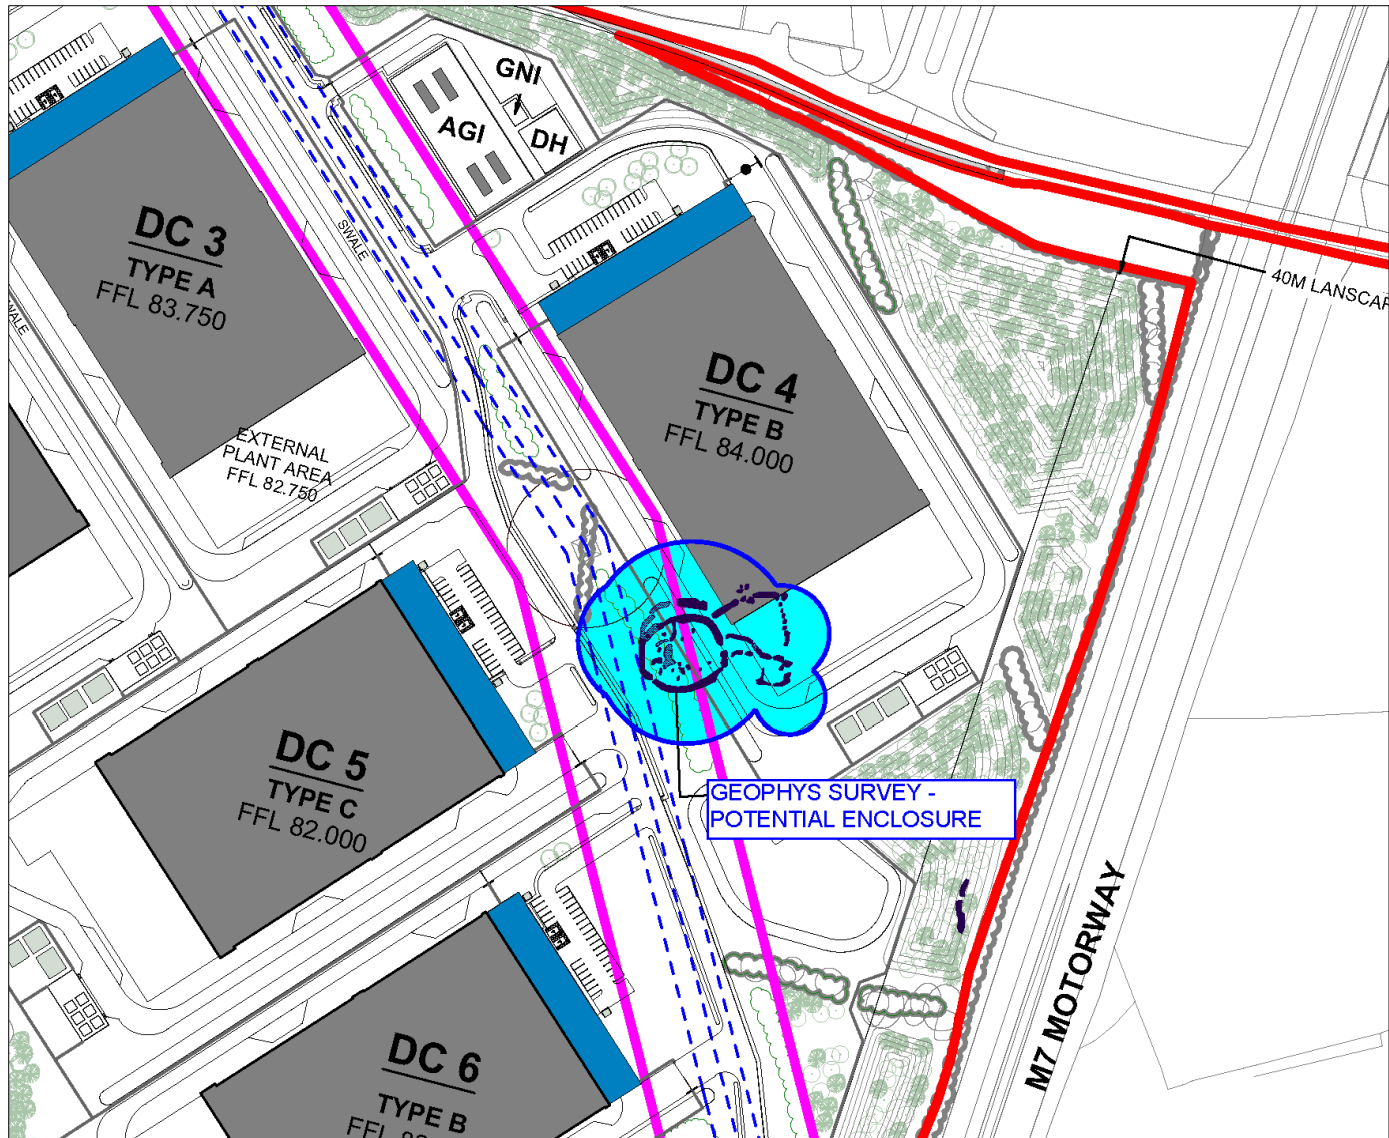 GNI
AGI
DH
DC 3
TYPE A
FFL 83.750
SWALE
40M LANSCAP
WALE
DC 4
TYPE B
FFL 84.000
EXTERNAL
PLANT AREA
FFL 82.750
DC 5
TYPE C
FFL 82.000
GEOPHYS SURVEY -
POTENTIAL ENCLOSURE
M7 MOTORWAY
DC 6
TYPE B